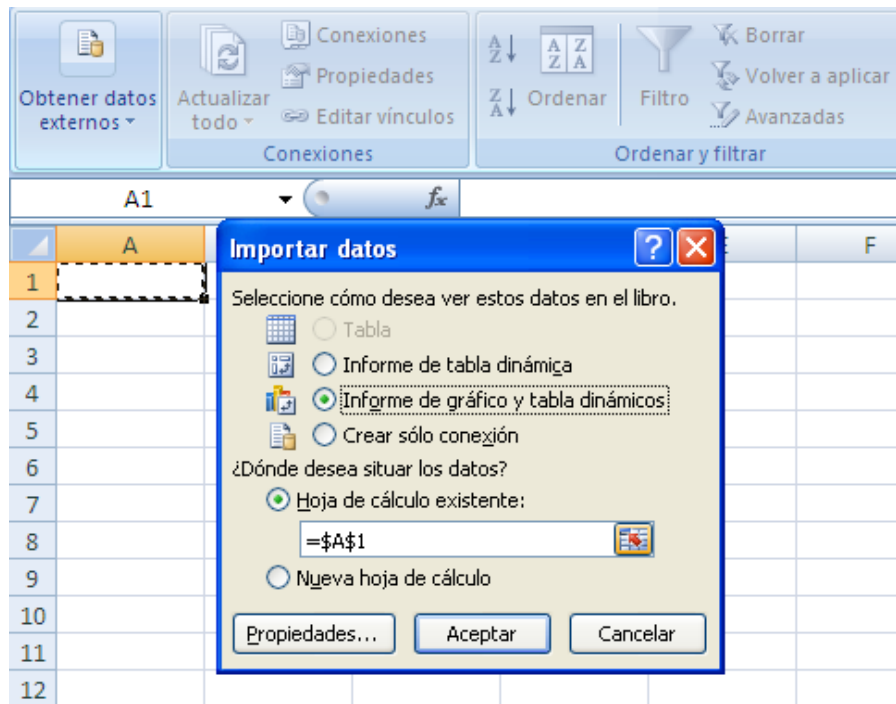 Obtener datos externos
Actualizar todo
Conexiones
Propiedades
Editar vínculos
Conexiones
A Z
Z A
A Z Z A
Ordenar
Filtro
Borrar
Volver a aplicar
Avanzadas
Ordenar y filtrar
A1
fx
A
F
Importar datos
?
Seleccione cómo desea ver estos datos en el libro.
Tabla
Informe de tabla dinámica
Informe de gráfico y tabla dinámicos
Crear sólo conexión
¿Dónde desea situar los datos?
Hoja de cálculo existente:
=$A$1
Nueva hoja de cálculo
Propiedades...
Aceptar
Cancelar
1
2
3
4
5
6
7
8
9
10
11
12